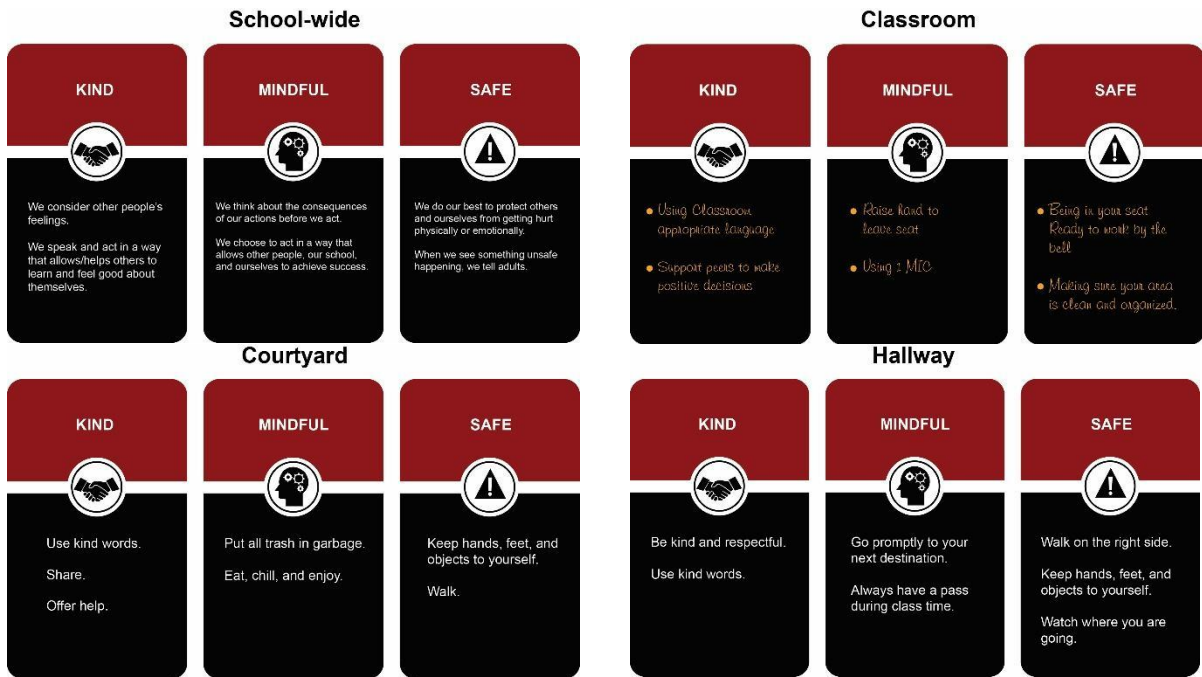 School-wide
KIND
We consider other people's
feelings.
We speak and act in a way
that allows/helps others to
learn and feel good about
themselves.
MINDFUL
We think about the consequences
of our actions before we act.
We choose to act in a way that
allows other people, our school,
and ourselves to achieve success.
SAFE
We do our best to protect others
and ourselves from getting hurt
physically or emotionally.
When we see something unsafe
happening, we tell adults.
Classroom
KIND
• Using Classroom
appropriate language
• Support peers to make
positive decisions
MINDFUL
• Raise hand to
leave seat
• Using 1 MIC
SAFE
• Being in your seat
Ready to work by the
bell
• Making sure your area
is clean and organized.
Courtyard
KIND
Use kind words.
Share.
Offer help.
MINDFUL
Put all trash in garbage.
Eat, chill, and enjoy.
SAFE
Keep hands, feet, and
objects to yourself.
Walk.
Hallway
KIND
Be kind and respectful.
Use kind words.
MINDFUL
Go promptly to your
next destination.
Always have a pass
during class time.
SAFE
Walk on the right side.
Keep hands, feet, and
objects to yourself.
Watch where you are
going.